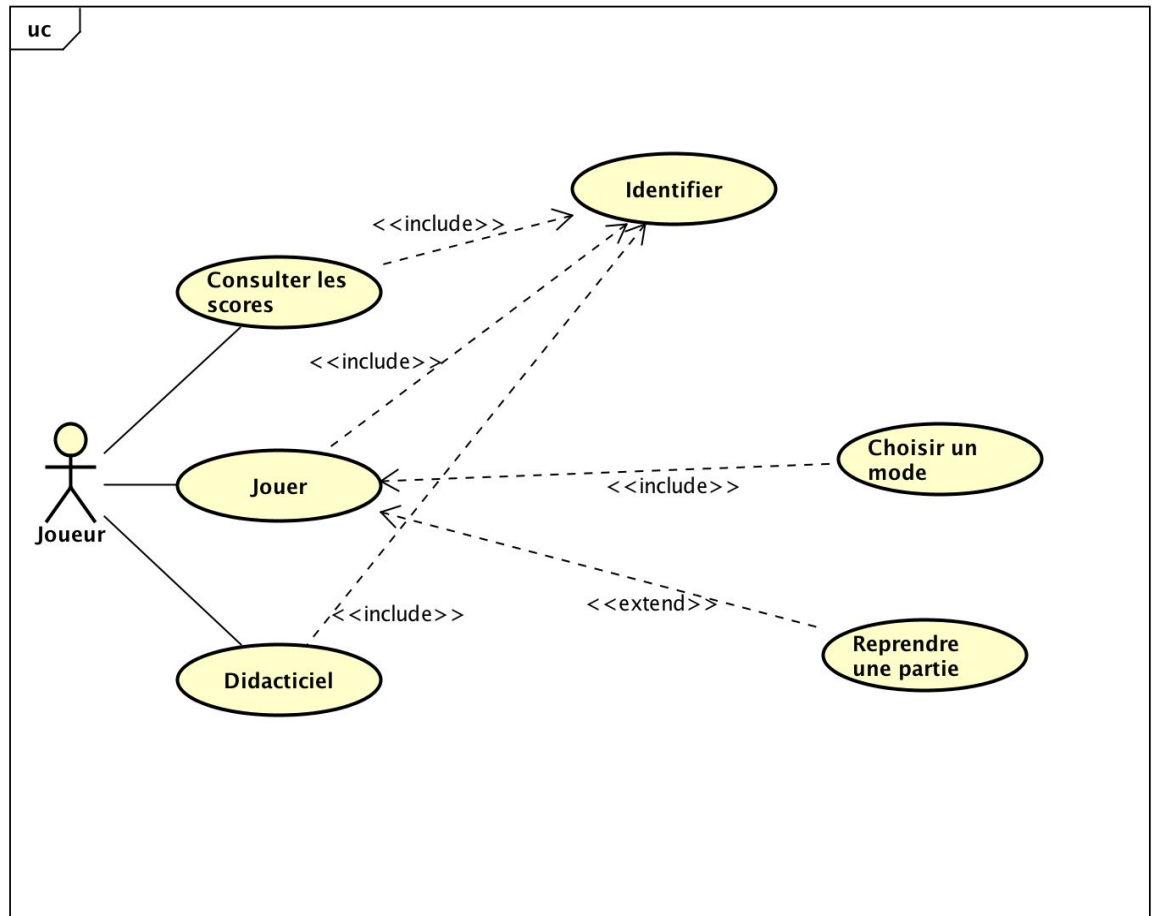 uc
Identifier
<<include>>
Consulter les
scores
<<include>>
Jouer
Choisir un
mode
<<include>>
Joueur
<<extend>>
<<include>>
Reprendre
une partie
Didacticiel